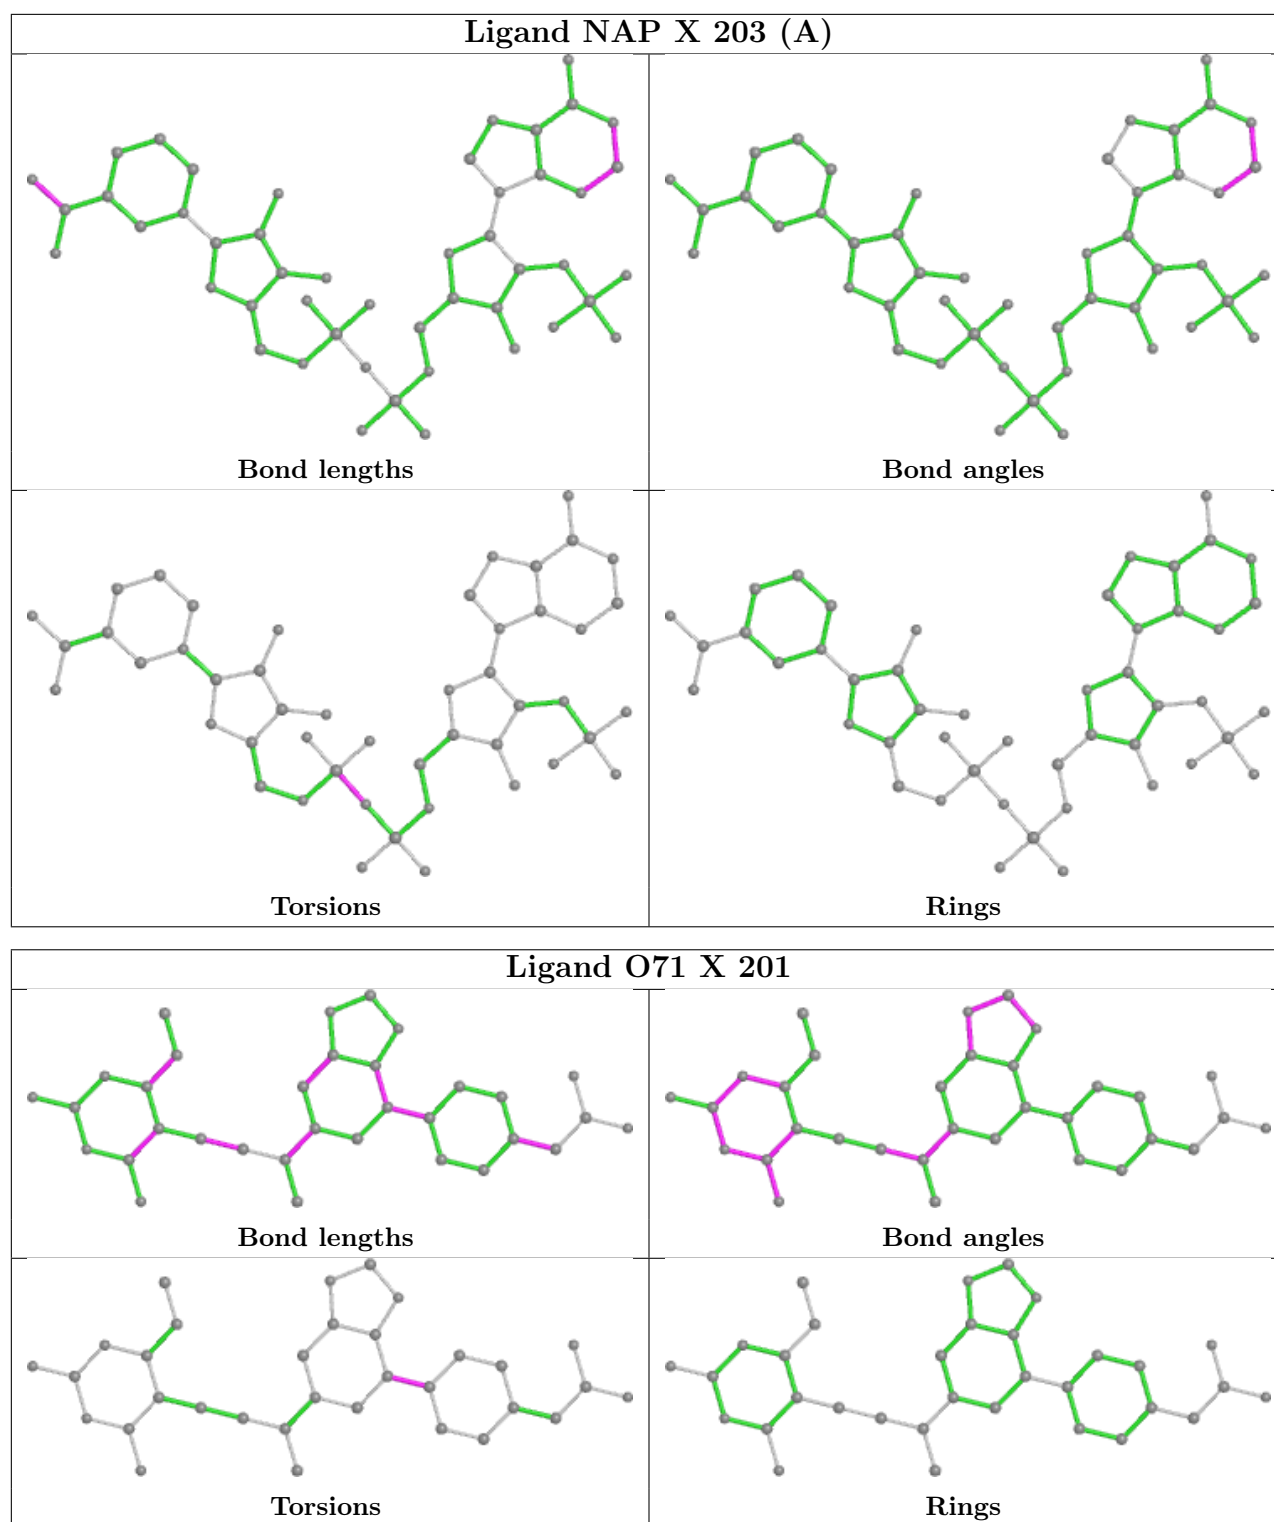 Ligand NAP X 203 (A)
Bond lengths
Bond angles
Torsions
Rings
Ligand O71 X 201
Bond lengths
Bond angles
Torsions
Rings